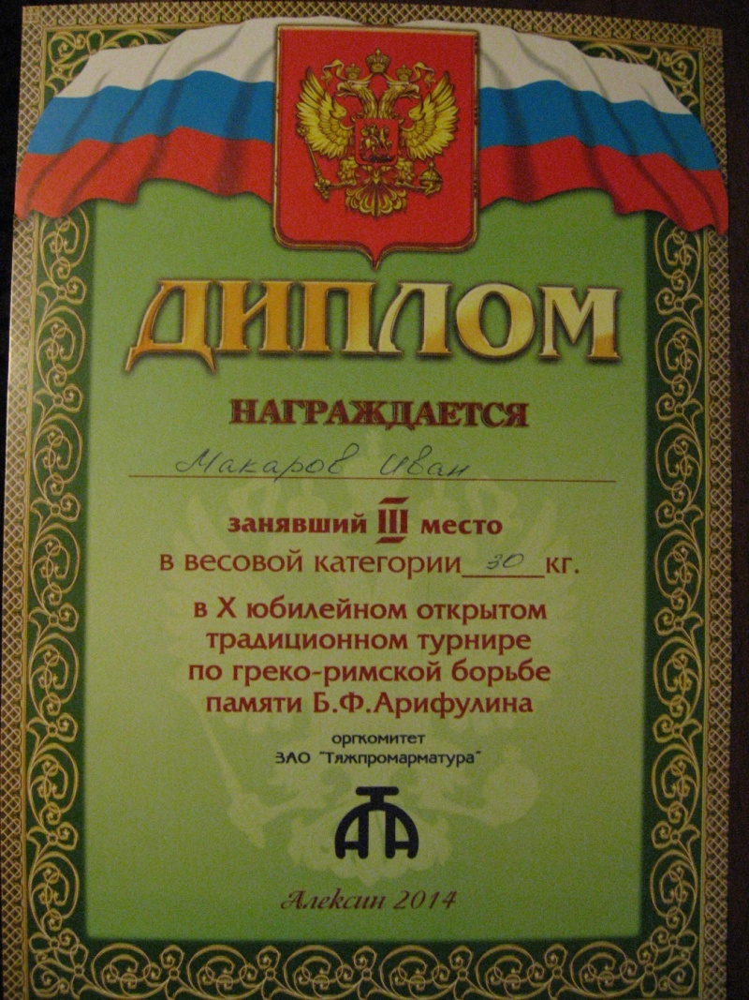 ДИПЛОМ
НАГРАЖДАЕТСЯ
Макаров Иван
занявший III место
в весовой категории 30 кг.
в X юбилейном открытом
традиционном турнире
по греко-римской борьбе
памяти Б.Ф.Арифулина
оргкомитет
ЗАО "Тяжпромарматура"
АТА
Алексин 2014